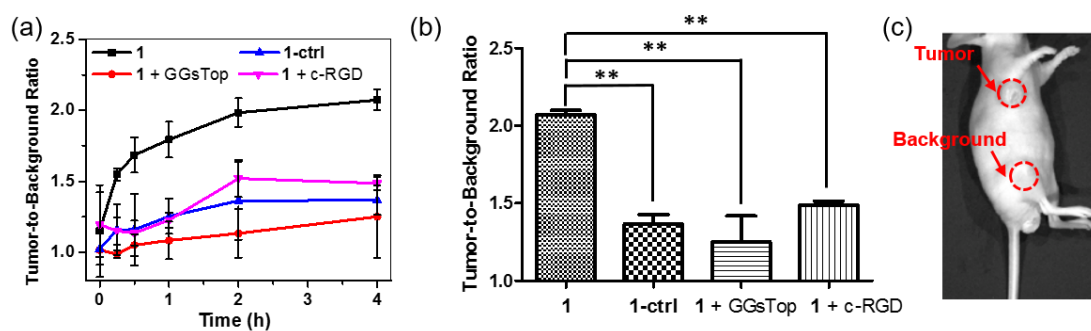 (a)
Tumor-to-Background Ratio
2.5
2.0
1.5
1.0
1
1-ctrl
1 + GGsTop
1 + c-RGD
0
1
2
3
4
Time (h)
(b)
Tumor-to-Background Ratio
2.5
2.0
1.5
1.0
**
**
**
1
1-ctrl
1 + GGsTop
1 + c-RGD
(c)
Tumor
Background